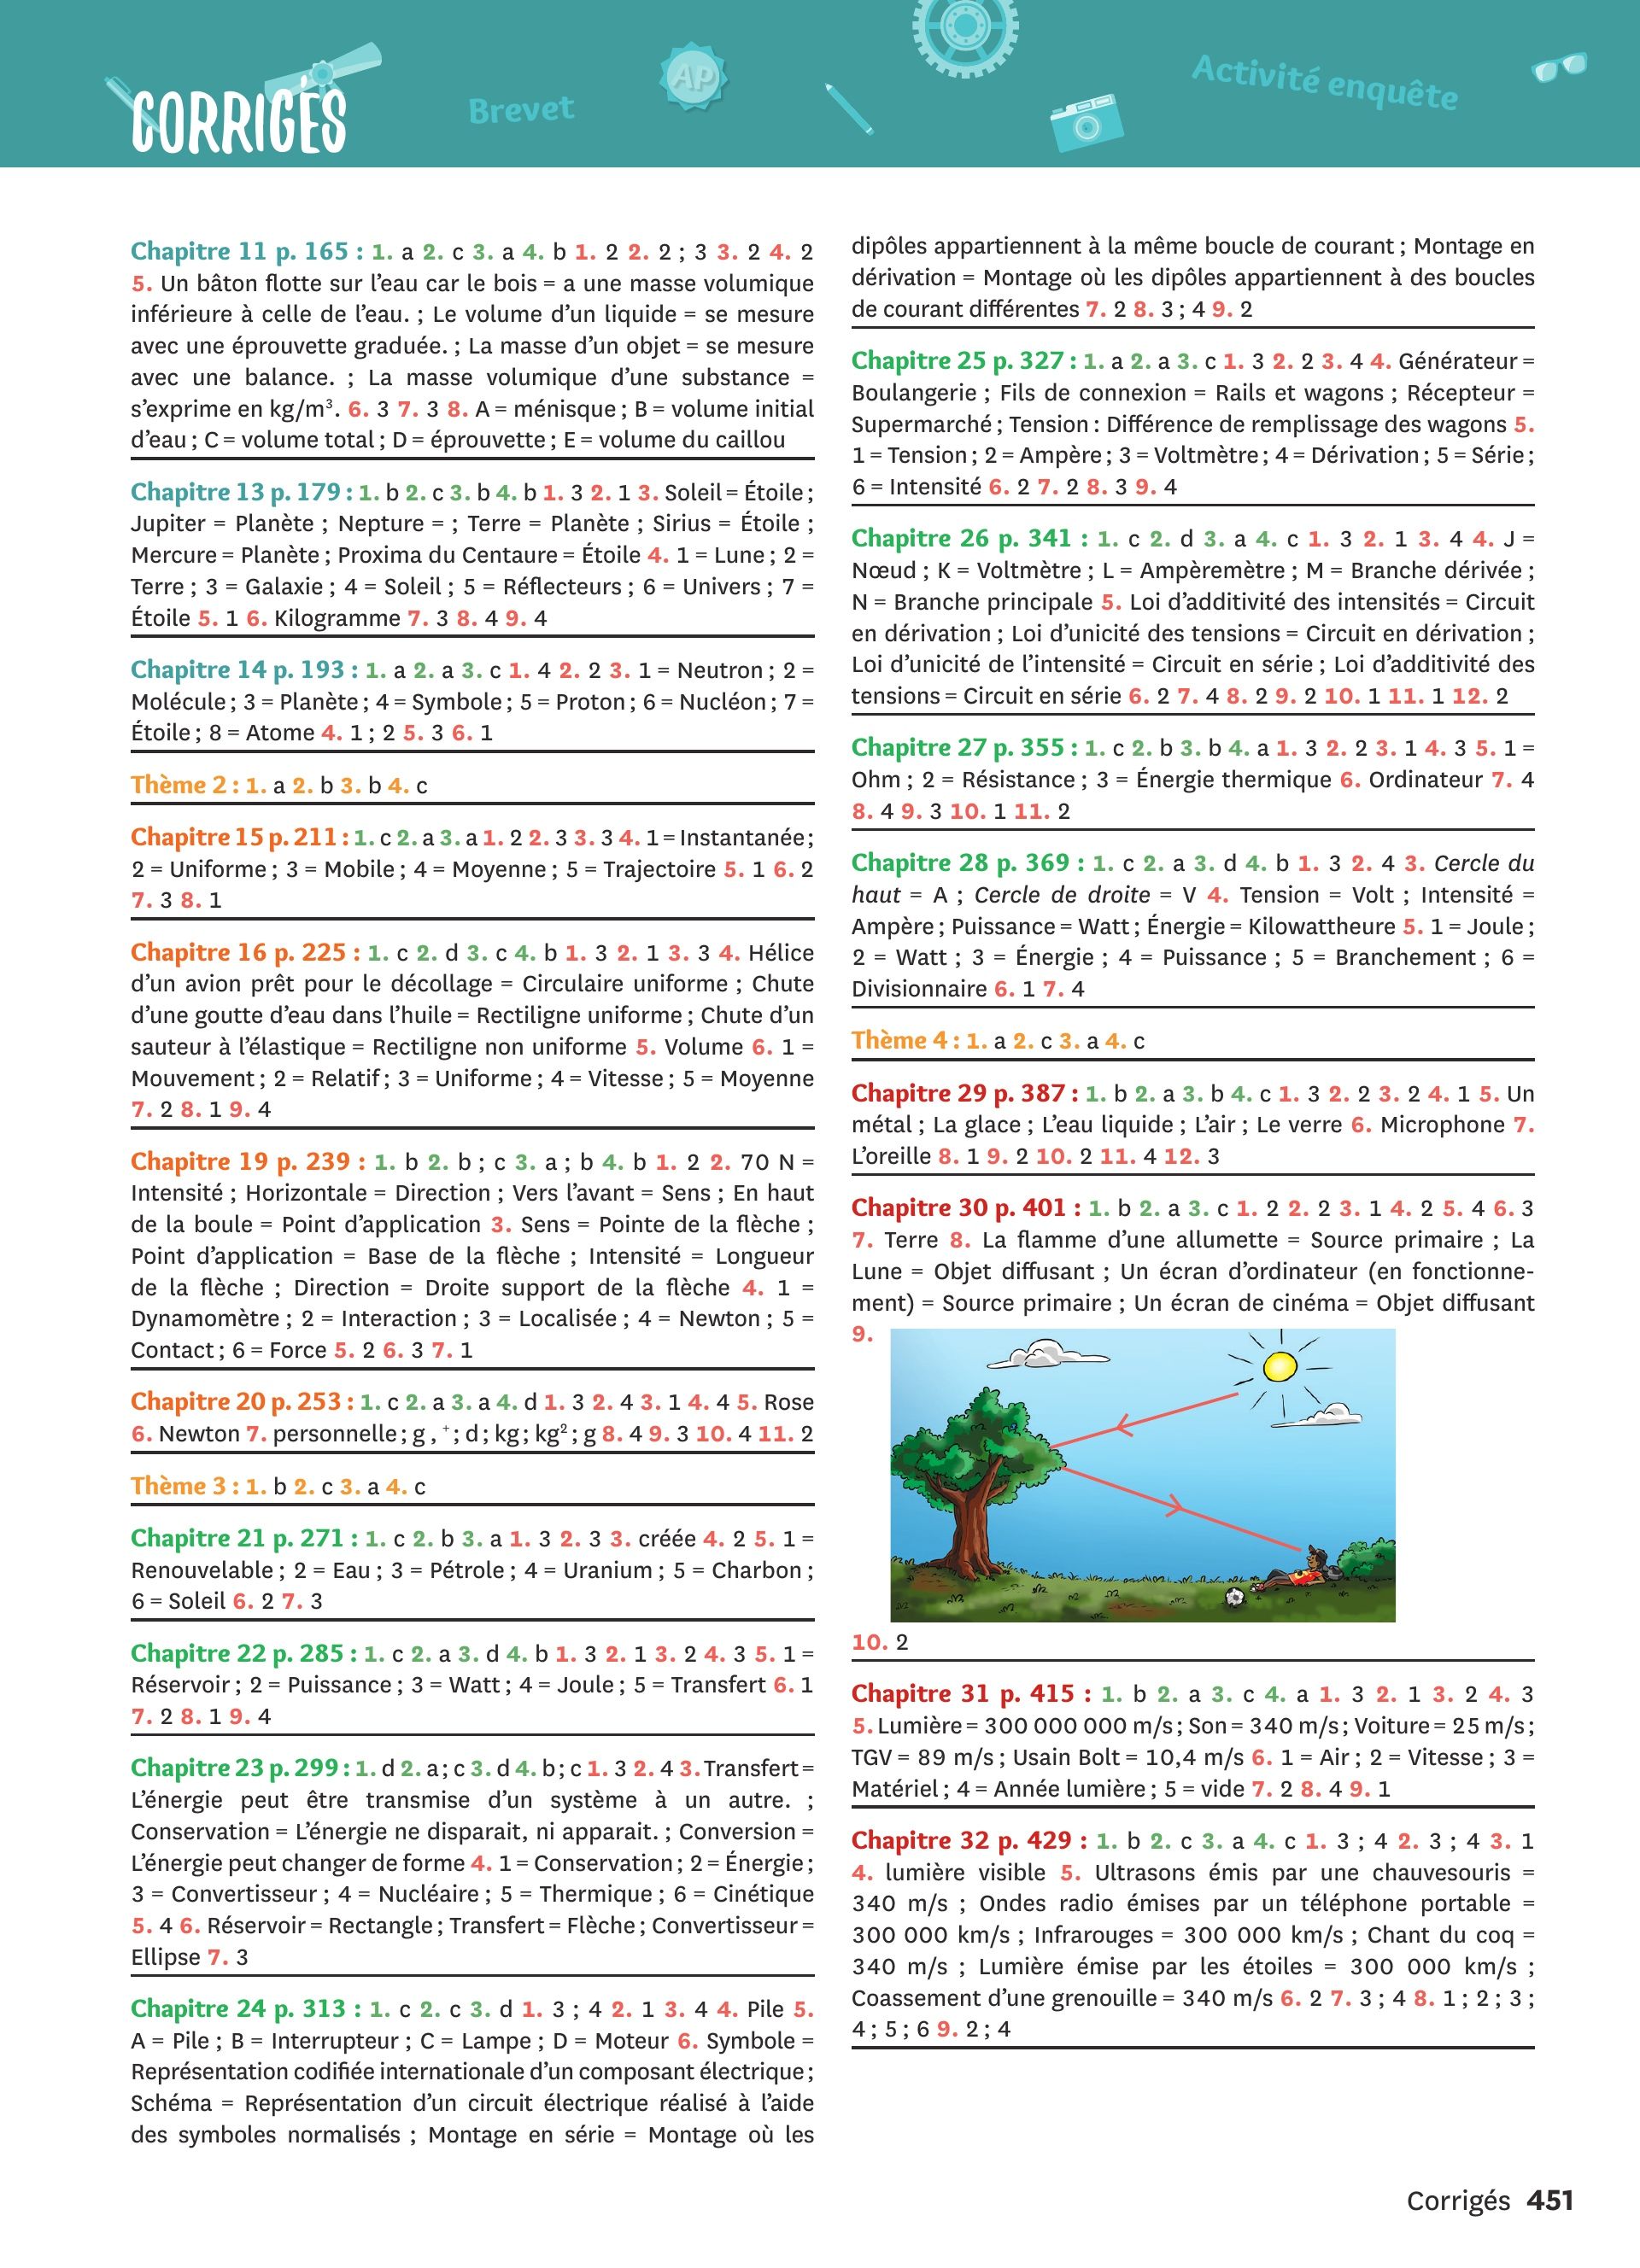 CORRIGÉS
Brevet
AP
Activité enquête
Chapitre 11 p. 165 : 1. a 2. c 3. a 4. b 1. 2 2. 2 ; 3 3. 2 4. 2
5. Un bâton flotte sur l’eau car le bois = a une masse volumique
inférieure à celle de l’eau. ; Le volume d’un liquide = se mesure
avec une éprouvette graduée. ; La masse d’un objet = se mesure
avec une balance. ; La masse volumique d’une substance =
s’exprime en kg/m³. 6. 3 7. 3 8. A = ménisque ; B = volume initial
d’eau ; C = volume total ; D = éprouvette ; E = volume du caillou
Chapitre 13 p. 179 : 1. b 2. c 3. b 4. b 1. 3 2. 1 3. Soleil = Étoile ;
Jupiter = Planète ; Nepture = ; Terre = Planète ; Sirius = Étoile ;
Mercure = Planète ; Proxima du Centaure = Étoile 4. 1 = Lune ; 2 =
Terre ; 3 = Galaxie ; 4 = Soleil ; 5 = Réflecteurs ; 6 = Univers ; 7 =
Étoile 5. 1 6. Kilogramme 7. 3 8. 4 9. 4
Chapitre 14 p. 193 : 1. a 2. a 3. c 1. 4 2. 2 3. 1 = Neutron ; 2 =
Molécule ; 3 = Planète ; 4 = Symbole ; 5 = Proton ; 6 = Nucléon ; 7 =
Étoile ; 8 = Atome 4. 1 ; 2 5. 3 6. 1
Thème 2 : 1. a 2. b 3. b 4. c
Chapitre 15 p. 211 : 1. c 2. a 3. a 1. 2 2. 3 3. 3 4. 1 = Instantanée ;
2 = Uniforme ; 3 = Mobile ; 4 = Moyenne ; 5 = Trajectoire 5. 1 6. 2
7. 3 8. 1
Chapitre 16 p. 225 : 1. c 2. d 3. c 4. b 1. 3 2. 1 3. 3 4. Hélice
d’un avion prêt pour le décollage = Circulaire uniforme ; Chute
d’une goutte d’eau dans l’huile = Rectiligne uniforme ; Chute d’un
sauteur à l’élastique = Rectiligne non uniforme 5. Volume 6. 1 =
Mouvement ; 2 = Relatif ; 3 = Uniforme ; 4 = Vitesse ; 5 = Moyenne
7. 2 8. 1 9. 4
Chapitre 19 p. 239 : 1. b 2. b ; c 3. a ; b 4. b 1. 2 2. 70 N =
Intensité ; Horizontale = Direction ; Vers l’avant = Sens ; En haut
de la boule = Point d’application 3. Sens = Pointe de la flèche ;
Point d’application = Base de la flèche ; Intensité = Longueur
de la flèche ; Direction = Droite support de la flèche 4. 1 =
Dynamomètre ; 2 = Interaction ; 3 = Localisée ; 4 = Newton ; 5 =
Contact ; 6 = Force 5. 2 6. 3 7. 1
Chapitre 20 p. 253 : 1. c 2. a 3. a 4. d 1. 3 2. 4 3. 1 4. 4 5. Rose
6. Newton 7. personnelle ; g , ⁺ ; d ; kg ; kg² ; g 8. 4 9. 3 10. 4 11. 2
Thème 3 : 1. b 2. c 3. a 4. c
Chapitre 21 p. 271 : 1. c 2. b 3. a 1. 3 2. 3 3. créée 4. 2 5. 1 =
Renouvelable ; 2 = Eau ; 3 = Pétrole ; 4 = Uranium ; 5 = Charbon ;
6 = Soleil 6. 2 7. 3
Chapitre 22 p. 285 : 1. c 2. a 3. d 4. b 1. 3 2. 1 3. 2 4. 3 5. 1 =
Réservoir ; 2 = Puissance ; 3 = Watt ; 4 = Joule ; 5 = Transfert 6. 1
7. 2 8. 1 9. 4
Chapitre 23 p. 299 : 1. d 2. a ; c 3. d 4. b ; c 1. 3 2. 4 3. Transfert =
L’énergie peut être transmise d’un système à un autre. ;
Conservation = L’énergie ne disparait, ni apparait. ; Conversion =
L’énergie peut changer de forme 4. 1 = Conservation ; 2 = Énergie ;
3 = Convertisseur ; 4 = Nucléaire ; 5 = Thermique ; 6 = Cinétique
5. 4 6. Réservoir = Rectangle ; Transfert = Flèche ; Convertisseur =
Ellipse 7. 3
Chapitre 24 p. 313 : 1. c 2. c 3. d 1. 3 ; 4 2. 1 3. 4 4. Pile 5.
A = Pile ; B = Interrupteur ; C = Lampe ; D = Moteur 6. Symbole =
Représentation codifiée internationale d’un composant électrique ;
Schéma = Représentation d’un circuit électrique réalisé à l’aide
des symboles normalisés ; Montage en série = Montage où les
dipôles appartiennent à la même boucle de courant ; Montage en
dérivation = Montage où les dipôles appartiennent à des boucles
de courant différentes 7. 2 8. 3 ; 4 9. 2
Chapitre 25 p. 327 : 1. a 2. a 3. c 1. 3 2. 2 3. 4 4. Générateur =
Boulangerie ; Fils de connexion = Rails et wagons ; Récepteur =
Supermarché ; Tension : Différence de remplissage des wagons 5.
1 = Tension ; 2 = Ampère ; 3 = Voltmètre ; 4 = Dérivation ; 5 = Série ;
6 = Intensité 6. 2 7. 2 8. 3 9. 4
Chapitre 26 p. 341 : 1. c 2. d 3. a 4. c 1. 3 2. 1 3. 4 4. J =
Nœud ; K = Voltmètre ; L = Ampèremètre ; M = Branche dérivée ;
N = Branche principale 5. Loi d’additivité des intensités = Circuit
en dérivation ; Loi d’unicité des tensions = Circuit en dérivation ;
Loi d’unicité de l’intensité = Circuit en série ; Loi d’additivité des
tensions = Circuit en série 6. 2 7. 4 8. 2 9. 2 10. 1 11. 1 12. 2
Chapitre 27 p. 355 : 1. c 2. b 3. b 4. a 1. 3 2. 2 3. 1 4. 3 5. 1 =
Ohm ; 2 = Résistance ; 3 = Énergie thermique 6. Ordinateur 7. 4
8. 4 9. 3 10. 1 11. 2
Chapitre 28 p. 369 : 1. c 2. a 3. d 4. b 1. 3 2. 4 3. Cercle du
haut = A ; Cercle de droite = V 4. Tension = Volt ; Intensité =
Ampère ; Puissance = Watt ; Énergie = Kilowattheure 5. 1 = Joule ;
2 = Watt ; 3 = Énergie ; 4 = Puissance ; 5 = Branchement ; 6 =
Divisionnaire 6. 1 7. 4
Thème 4 : 1. a 2. c 3. a 4. c
Chapitre 29 p. 387 : 1. b 2. a 3. b 4. c 1. 3 2. 2 3. 2 4. 1 5. Un
métal ; La glace ; L’eau liquide ; L’air ; Le verre 6. Microphone 7.
L’oreille 8. 1 9. 2 10. 2 11. 4 12. 3
Chapitre 30 p. 401 : 1. b 2. a 3. c 1. 2 2. 2 3. 1 4. 2 5. 4 6. 3
7. Terre 8. La flamme d’une allumette = Source primaire ; La
Lune = Objet diffusant ; Un écran d’ordinateur (en fonctionne-
ment) = Source primaire ; Un écran de cinéma = Objet diffusant
9.
10. 2
Chapitre 31 p. 415 : 1. b 2. a 3. c 4. a 1. 3 2. 1 3. 2 4. 3
5. Lumière = 300 000 000 m/s ; Son = 340 m/s ; Voiture = 25 m/s ;
TGV = 89 m/s ; Usain Bolt = 10,4 m/s 6. 1 = Air ; 2 = Vitesse ; 3 =
Matériel ; 4 = Année lumière ; 5 = vide 7. 2 8. 4 9. 1
Chapitre 32 p. 429 : 1. b 2. c 3. a 4. c 1. 3 ; 4 2. 3 ; 4 3. 1
4. lumière visible 5. Ultrasons émis par une chauvesouris =
340 m/s ; Ondes radio émises par un téléphone portable =
300 000 km/s ; Infrarouges = 300 000 km/s ; Chant du coq =
340 m/s ; Lumière émise par les étoiles = 300 000 km/s ;
Coassement d’une grenouille = 340 m/s 6. 2 7. 3 ; 4 8. 1 ; 2 ; 3 ;
4 ; 5 ; 6 9. 2 ; 4
Corrigés 451